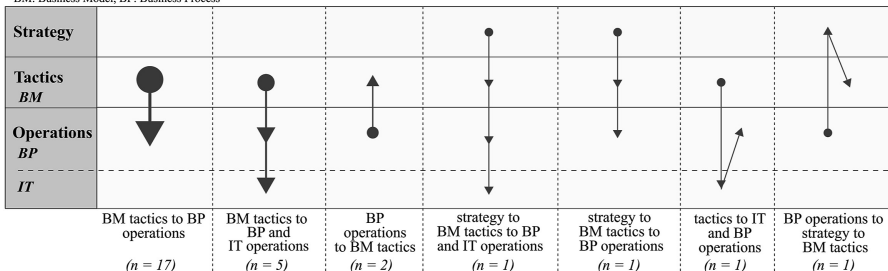 BM: Business Model; BP: Business Process
Strategy
Tactics
BM
Operations
BP
IT
BM tactics to BP
operations
(n = 17)
BM tactics to
BP and
IT operations
(n = 5)
BP
operations
to BM tactics
(n = 2)
strategy to
BM tactics to BP
and IT operations
(n = 1)
strategy to
BM tactics to
BP operations
(n = 1)
tactics to IT
and BP
operations
(n = 1)
BP operations to
strategy to
BM tactics
(n = 1)